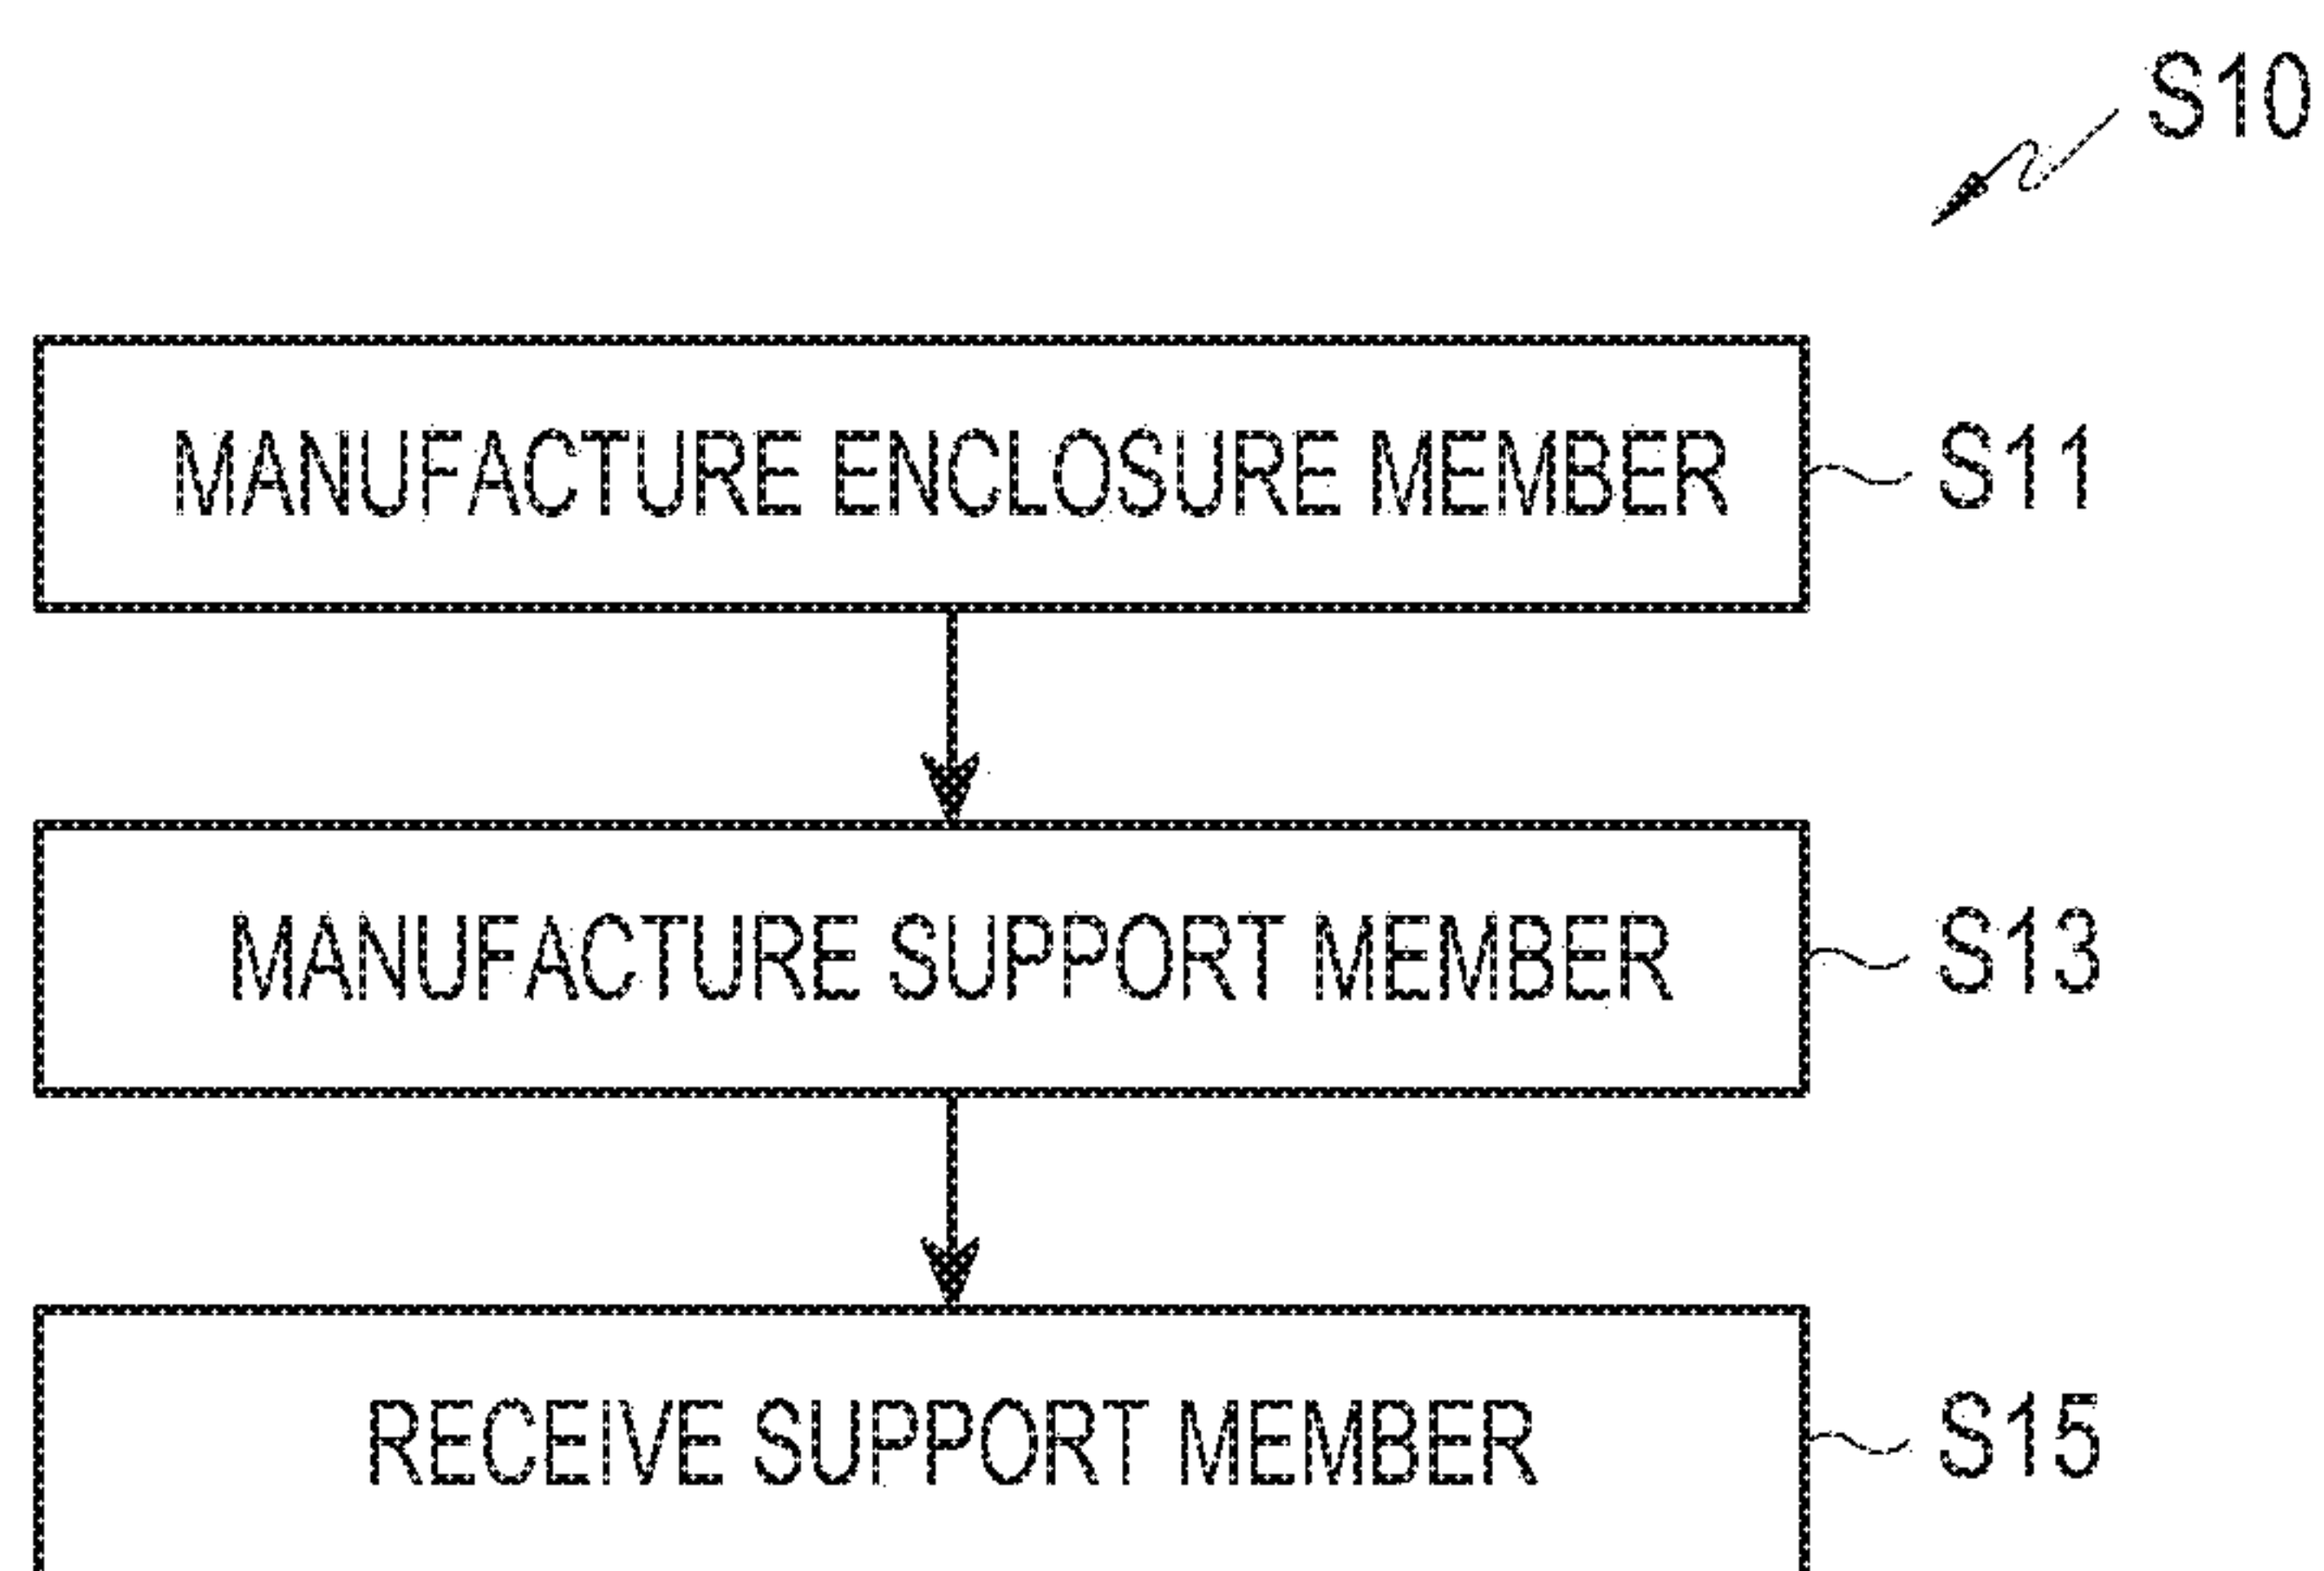 S10
MANUFACTURE ENCLOSURE MEMBER S11
MANUFACTURE SUPPORT MEMBER S13
RECEIVE SUPPORT MEMBER S15